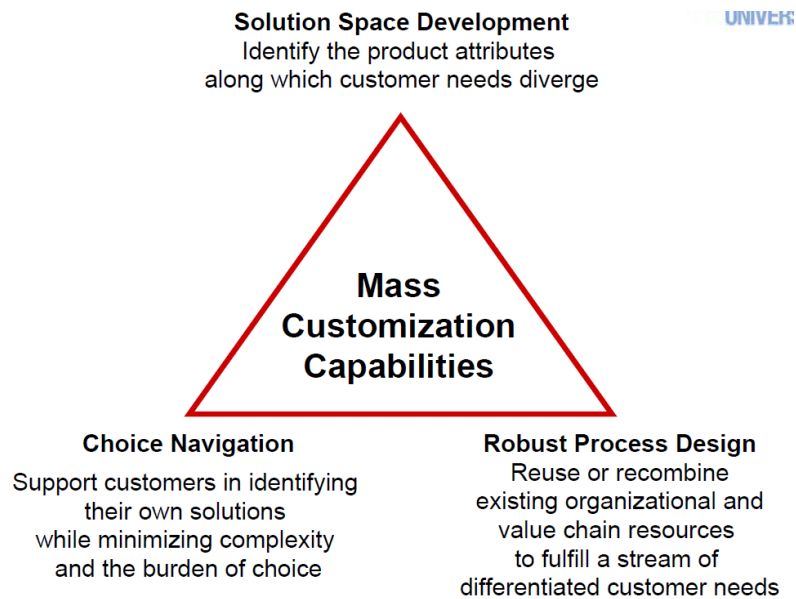 UNIVERS
Solution Space Development
Identify the product attributes
along which customer needs diverge
Mass
Customization
Capabilities
Choice Navigation
Support customers in identifying
their own solutions
while minimizing complexity
and the burden of choice
Robust Process Design
Reuse or recombine
existing organizational and
value chain resources
to fulfill a stream of
differentiated customer needs